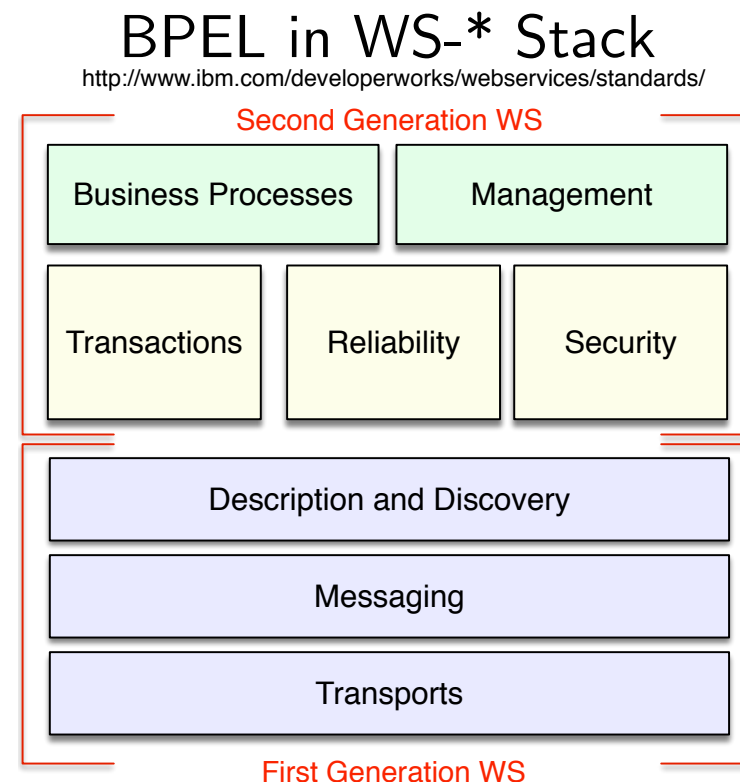 BPEL in WS-* Stack
http://www.ibm.com/developerworks/webservices/standards/
Second Generation WS
Business Processes
Management
Transactions
Reliability
Security
Description and Discovery
Messaging
Transports
First Generation WS